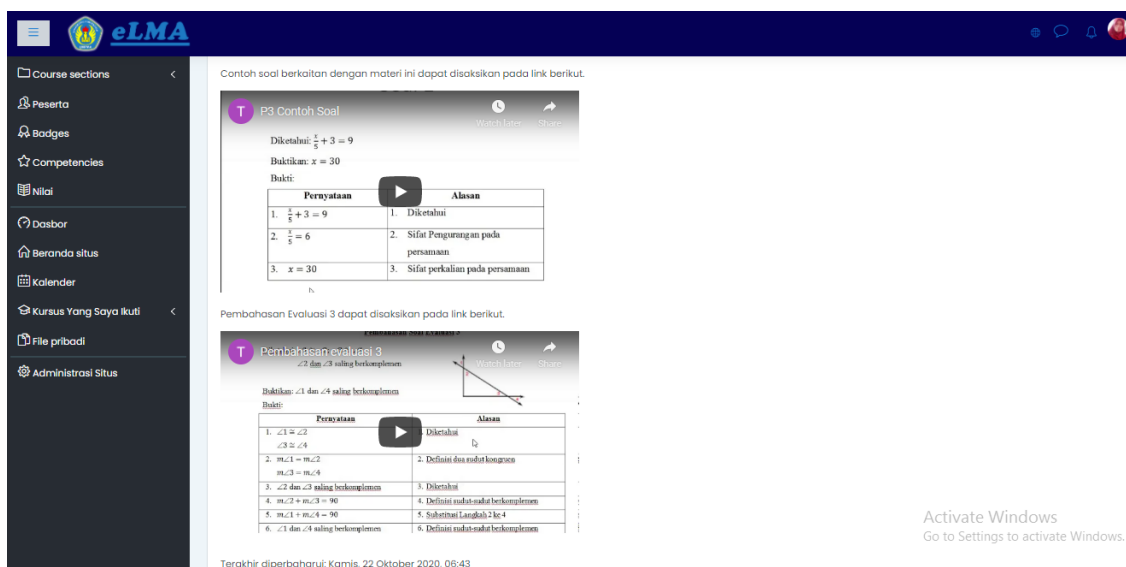 eLMA
Course sections
Peserta
Badges
Competencies
Nilai
Dasbor
Beranda situs
Kalender
Kursus Yang Saya Ikuti
File pribadi
Administrasi Situs
Contoh soal berkaitan dengan materi ini dapat disaksikan pada link berikut.
T P3 Contoh Soal
Watch later Share
Diketahui: x/5 + 3 = 9
Buktikan: x = 30
Bukti:
Pernyataan Alasan
1. x/5 + 3 = 9 1. Diketahui
2. x/5 = 6 2. Sifat Pengurangan pada
persamaan
3. x = 30 3. Sifat perkalian pada persamaan
Pembahasan Evaluasi 3 dapat disaksikan pada link berikut.
T Pembahasan evaluasi 3
Watch later Share
∠2 dan ∠3 saling berkomplemen
Buktikan: ∠1 dan ∠4 saling berkomplemen
Bukti:
Pernyataan Alasan
1. ∠1 ≅ ∠2 Diketahui
∠3 ≅ ∠4
2. m∠1 = m∠2 2. Definisi dua sudut kongruen
m∠3 = m∠4
3. ∠2 dan ∠3 saling berkomplemen 3. Diketahui
4. m∠2 + m∠3 = 90 4. Definisi sudut-sudut berkomplemen
5. m∠1 + m∠4 = 90 5. Substitusi Langkah 2 ke 4
6. ∠1 dan ∠4 saling berkomplemen 6. Definisi sudut-sudut berkomplemen
Terakhir diperbaharui: Kamis, 22 Oktober 2020, 06:43
Activate Windows
Go to Settings to activate Windows.